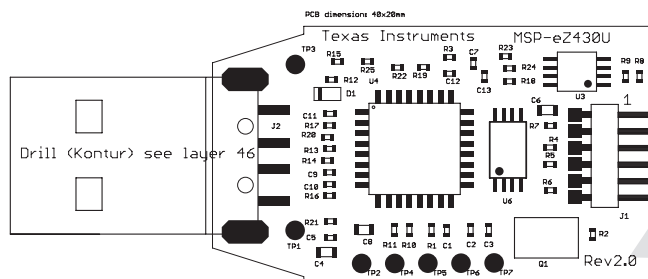 PCB dimension: 40x20mm
Texas Instruments
MSP-eZ430U
TP3
R15
R25
U4
R22
R19
R3
C12
C7
C13
R23
R24
R18
U3
R9
R8
R12
D1
C6
1
J2
C11
R17
R20
R13
R14
C9
C10
R16
R7
R4
R5
R6
U6
J1
Drill (Kontur) see layer 46
R21
C5
C4
TP1
C8
R11
R10
R1
C1
C2
C3
Q1
R2
Rev2.0
TP2
TP4
TP5
TP6
TP7